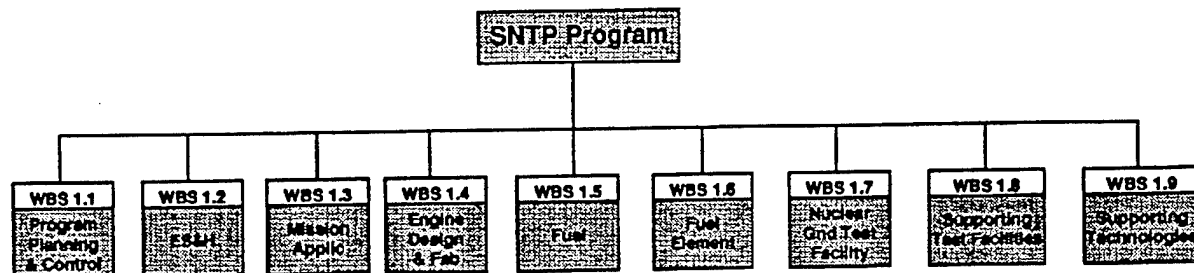 SNTP Program
WBS 1.1
Program
Planning
& Control
WBS 1.2
ES&H
WBS 1.3
Mission
Applic
WBS 1.4
Engine
Design
& Fab
WBS 1.5
Fuel
WBS 1.6
Fuel
Element
WBS 1.7
Nuclear
Gnd Test
Facility
WBS 1.8
Supporting
Test Facilities
WBS 1.9
Supporting
Technologies